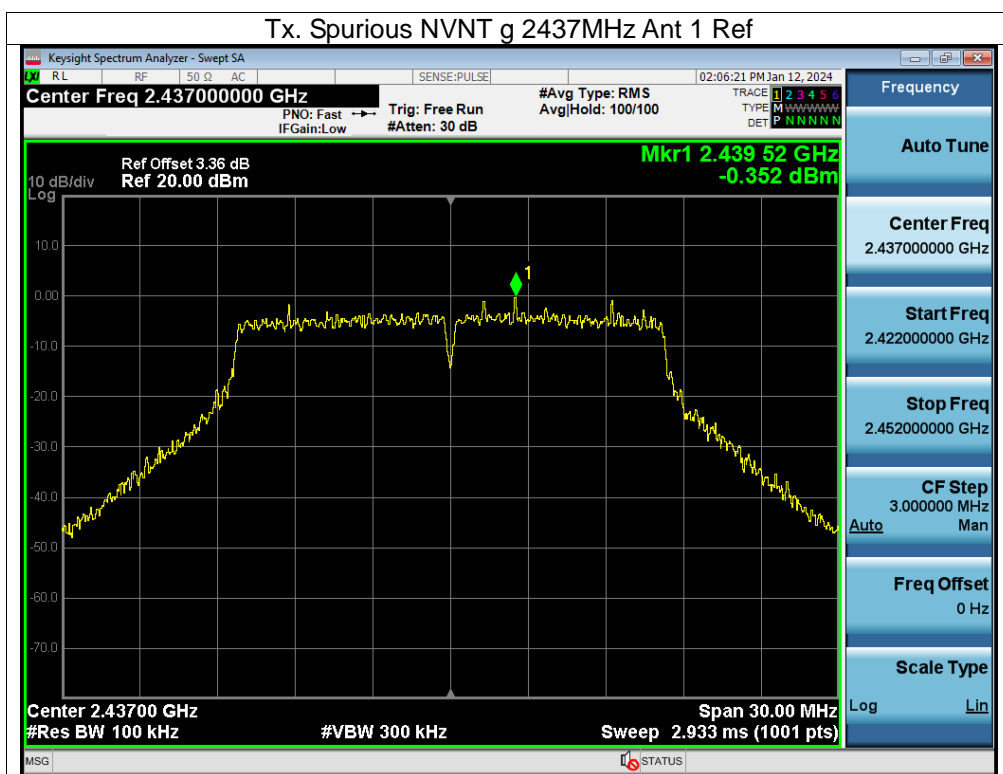 Tx. Spurious NVNT g 2437MHz Ant 1 Ref
Keysight Spectrum Analyzer - Swept SA
LXI RL RF 50 Ω AC SENSE:PULSE 02:06:21 PM Jan 12, 2024
Center Freq 2.437000000 GHz #Avg Type: RMS TRACE 1 2 3 4 5 6
PNO: Fast Trig: Free Run Avg|Hold: 100/100 TYPE M WWWWW
IFGain:Low #Atten: 30 dB DET P N N N N N
Mkr1 2.439 52 GHz
-0.352 dBm
Ref Offset 3.36 dB
10 dB/div Ref 20.00 dBm
Log
10.0
1
0.00
-10.0
-20.0
-30.0
-40.0
-50.0
-60.0
-70.0
Center 2.43700 GHz Span 30.00 MHz
#Res BW 100 kHz #VBW 300 kHz Sweep 2.933 ms (1001 pts)
MSG STATUS
Frequency
Auto Tune
Center Freq
2.437000000 GHz
Start Freq
2.422000000 GHz
Stop Freq
2.452000000 GHz
CF Step
3.000000 MHz
Auto Man
Freq Offset
0 Hz
Scale Type
Log Lin